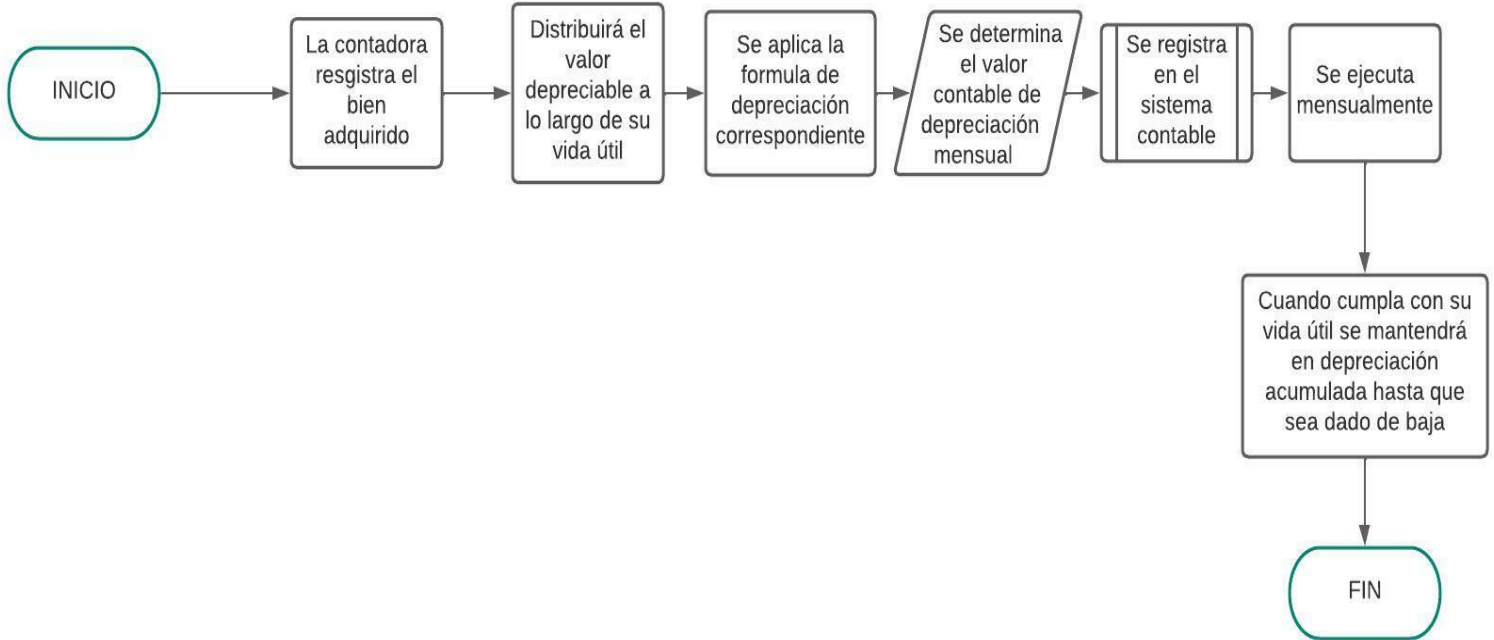 INICIO
La contadora
resgistra el
bien
adquirido
Distribuirá el
valor
depreciable a
lo largo de su
vida útil
Se aplica la
formula de
depreciación
correspondiente
Se determina
el valor
contable de
depreciación
mensual
Se registra
en el
sistema
contable
Se ejecuta
mensualmente
Cuando cumpla con su
vida útil se mantendrá
en depreciación
acumulada hasta que
sea dado de baja
FIN